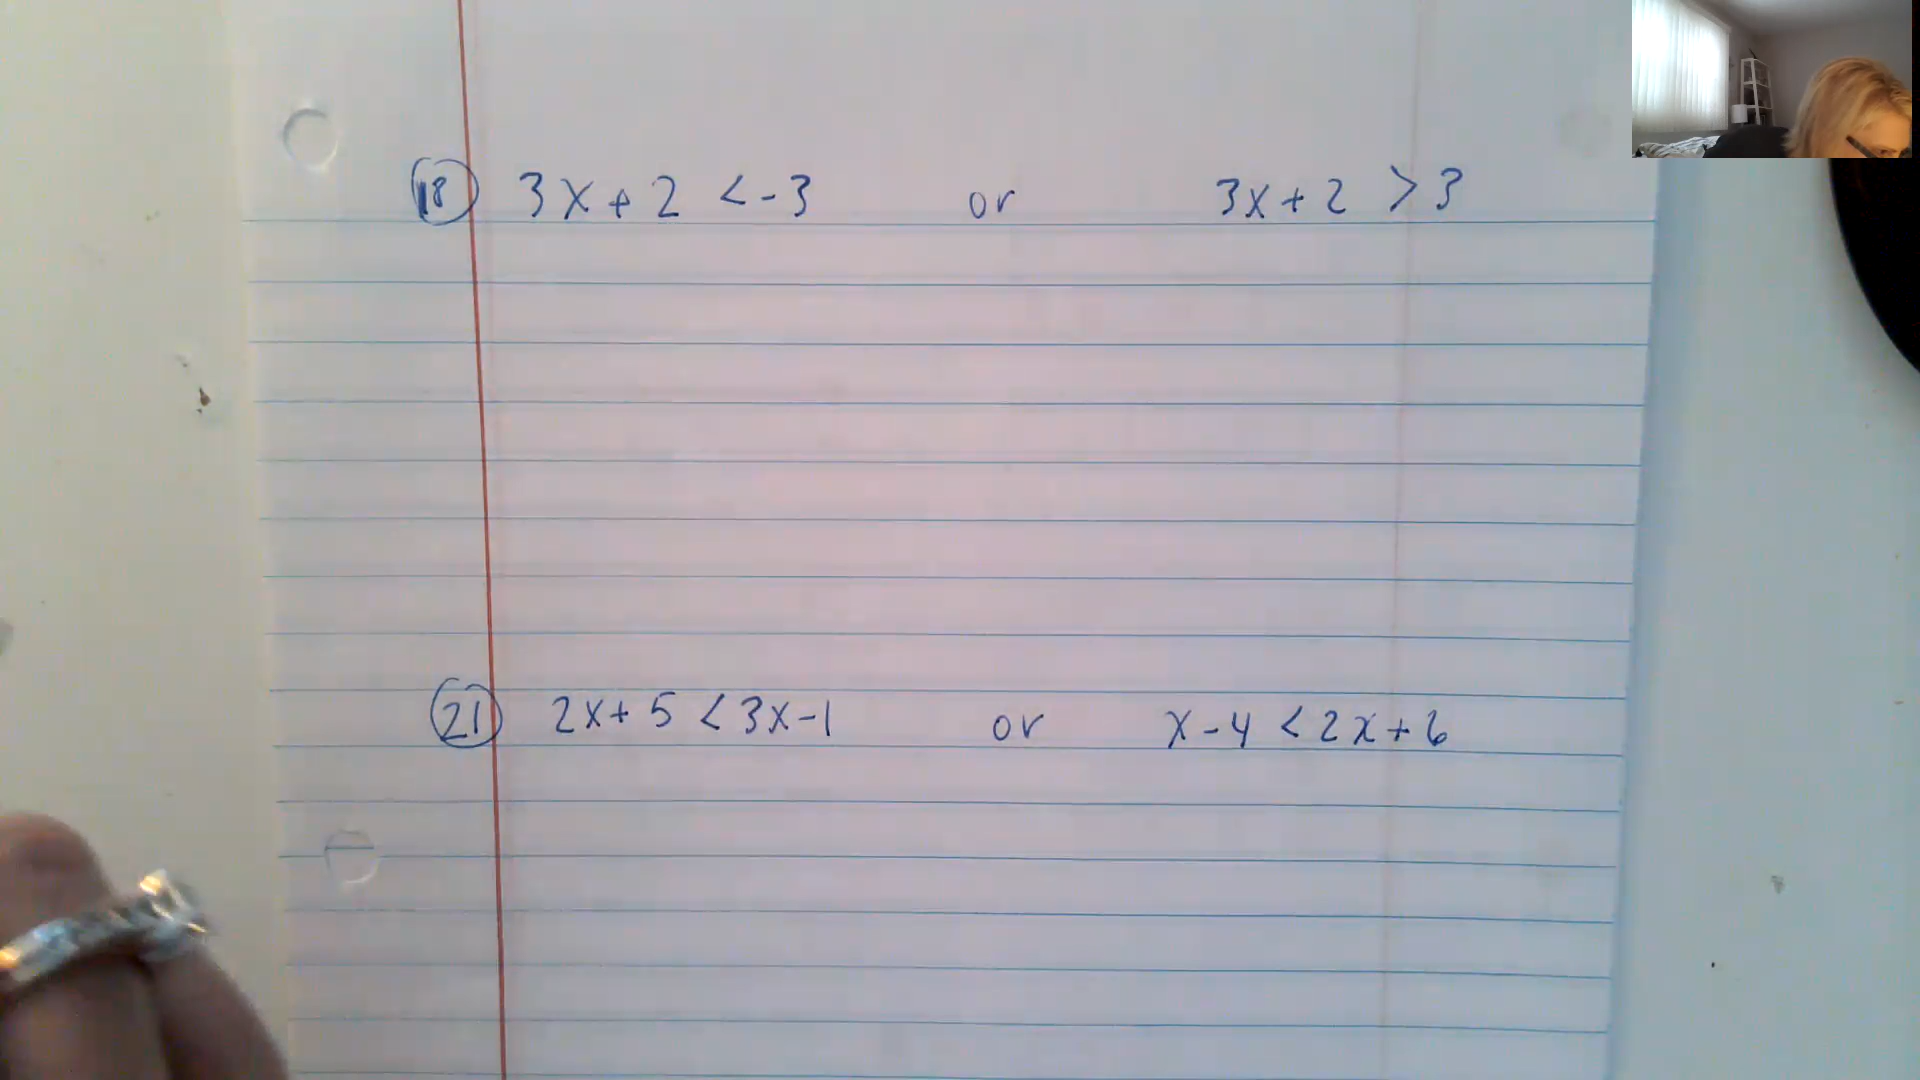 18 3x+2 <-3 or 3x+2 >3
21 2x+5 <3x-1 or x-4 <2x+6